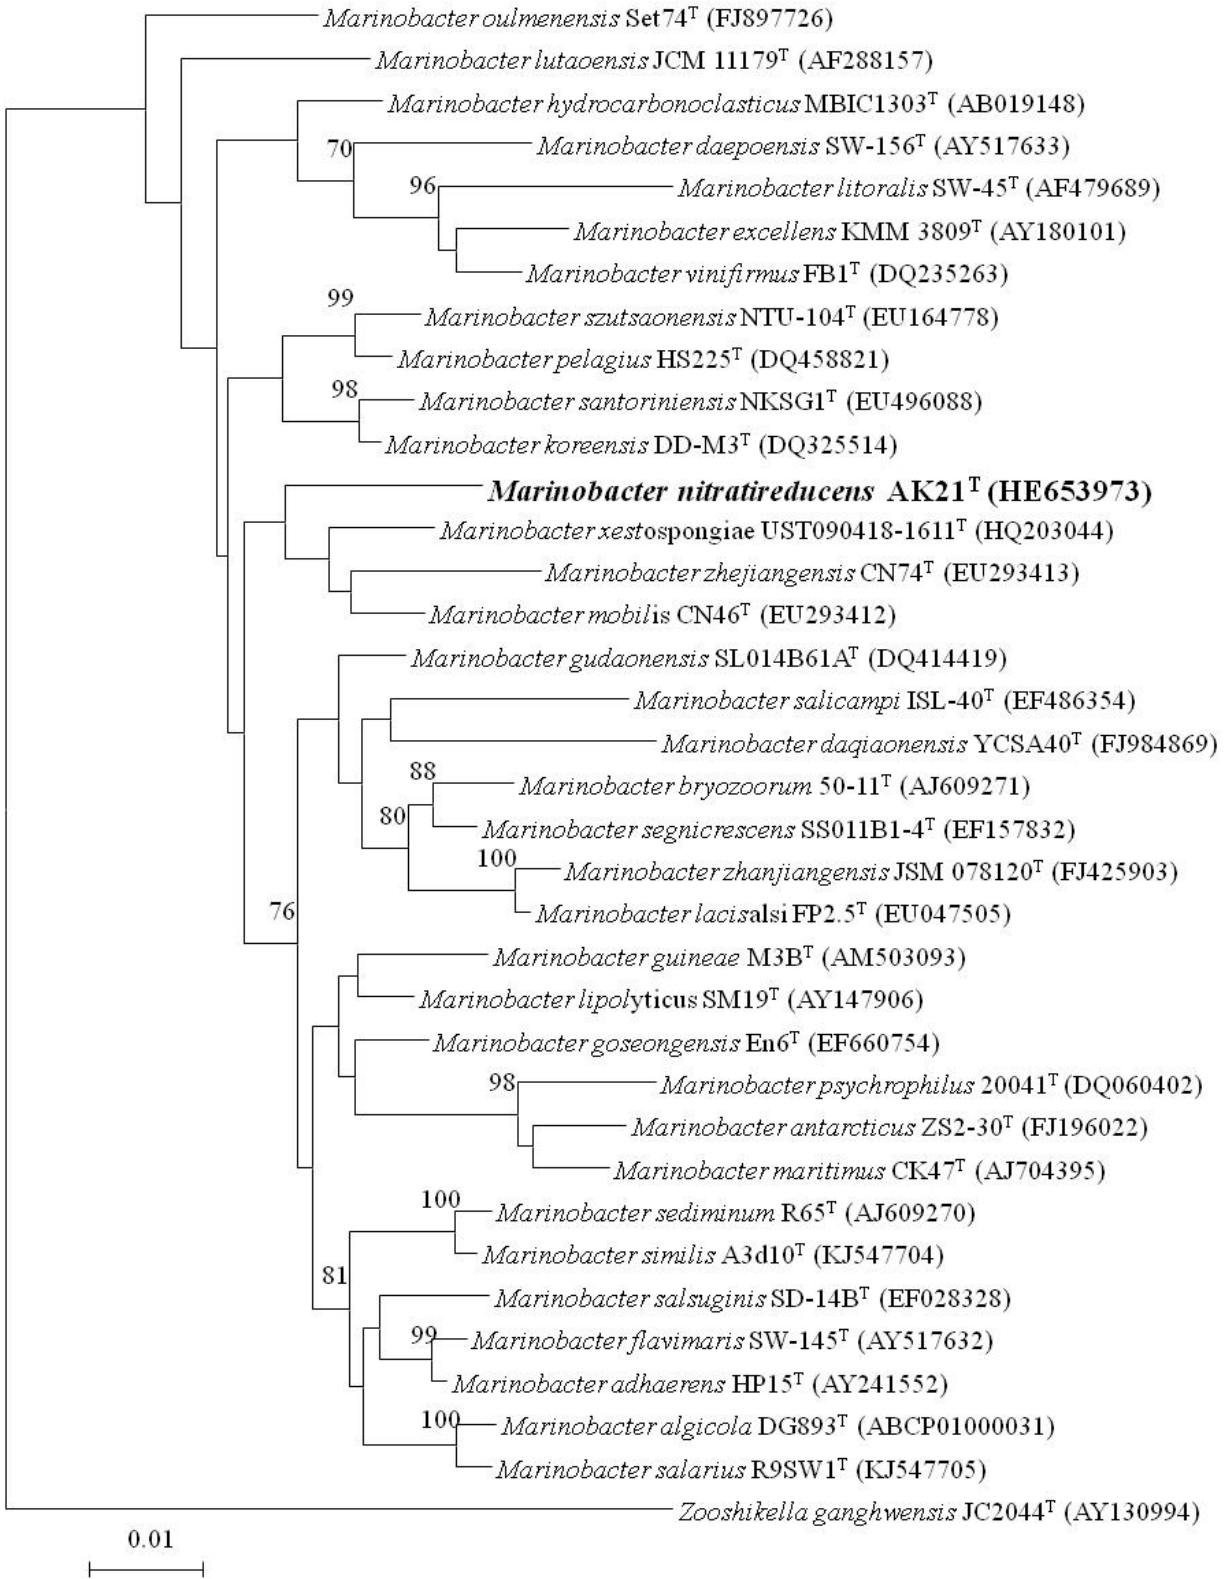 Marinobacter oulmenensis Set74ᵀ (FJ897726)
Marinobacter lutaoensis JCM 11179ᵀ (AF288157)
Marinobacter hydrocarbonoclasticus MBIC1303ᵀ (AB019148)
70 Marinobacter daepoensis SW-156ᵀ (AY517633)
96 Marinobacter litoralis SW-45ᵀ (AF479689)
Marinobacter excellens KMM 3809ᵀ (AY180101)
Marinobacter vinifirmus FB1ᵀ (DQ235263)
99
Marinobacter szutsaonensis NTU-104ᵀ (EU164778)
Marinobacter pelagius HS225ᵀ (DQ458821)
98
Marinobacter santoriniensis NKSG1ᵀ (EU496088)
Marinobacter koreensis DD-M3ᵀ (DQ325514)
Marinobacter nitratireducens AK21ᵀ (HE653973)
Marinobacter xestospongiae UST090418-1611ᵀ (HQ203044)
Marinobacter zhejiangensis CN74ᵀ (EU293413)
Marinobacter mobilis CN46ᵀ (EU293412)
Marinobacter gudaonensis SL014B61Aᵀ (DQ414419)
Marinobacter salicampi ISL-40ᵀ (EF486354)
Marinobacter daqiaonensis YCSA40ᵀ (FJ984869)
88
Marinobacter bryozoorum 50-11ᵀ (AJ609271)
80
Marinobacter segnicrescens SS011B1-4ᵀ (EF157832)
100
Marinobacter zhanjiangensis JSM 078120ᵀ (FJ425903)
76
Marinobacter lacisalsi FP2.5ᵀ (EU047505)
Marinobacter guineae M3Bᵀ (AM503093)
Marinobacter lipolyticus SM19ᵀ (AY147906)
Marinobacter goseongensis En6ᵀ (EF660754)
98 Marinobacter psychrophilus 20041ᵀ (DQ060402)
Marinobacter antarcticus ZS2-30ᵀ (FJ196022)
Marinobacter maritimus CK47ᵀ (AJ704395)
100
Marinobacter sediminum R65ᵀ (AJ609270)
Marinobacter similis A3d10ᵀ (KJ547704)
81
Marinobacter salsuginis SD-14Bᵀ (EF028328)
99 Marinobacter flavimaris SW-145ᵀ (AY517632)
Marinobacter adhaerens HP15ᵀ (AY241552)
100 Marinobacter algicola DG893ᵀ (ABCP01000031)
Marinobacter salarius R9SW1ᵀ (KJ547705)
Zooshikella ganghwensis JC2044ᵀ (AY130994)
0.01